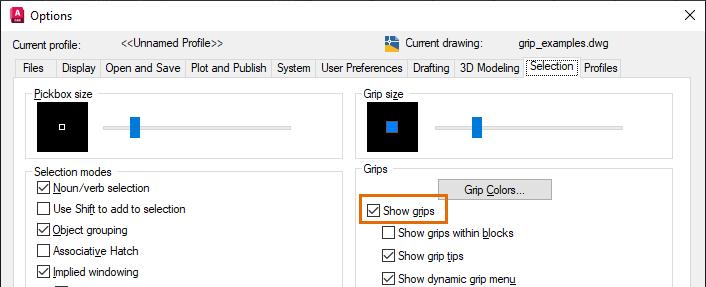 Options
Current profile: <<Unnamed Profile>> Current drawing: grip_examples.dwg
Files Display Open and Save Plot and Publish System User Preferences Drafting 3D Modeling Selection Profiles
Pickbox size
Grip size
Selection modes
Noun/verb selection
Use Shift to add to selection
Object grouping
Associative Hatch
Implied windowing
Grips
Grip Colors...
Show grips
Show grips within blocks
Show grip tips
Show dynamic grip menu